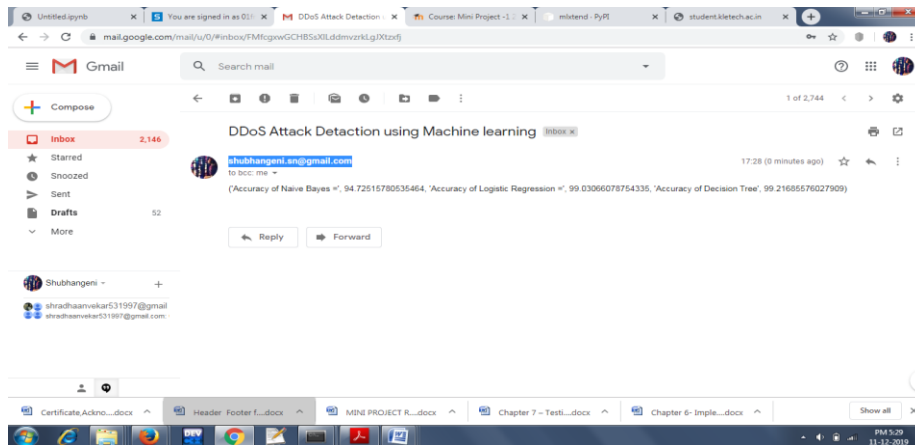 Untitled.ipynb
You are signed in as 01f
M DDoS Attack Detection u
Course: Mini Project -1.
mlxtend - PyPI
student.kletech.ac.in
mail.google.com/mail/u/0/#inbox/
Gmail
Search mail
Compose
1 of 2,744
DDoS Attack Detection using Machine learning Inbox x
Inbox 2,146
Starred
Snoozed
Sent
Drafts 52
More
shubhangeni.sn@gmail.com
17:28 (0 minutes ago)
to bcc: me
('Accuracy of Naive Bayes =', 94.72515780535464, 'Accuracy of Logistic Regression =', 99.03066078754335, 'Accuracy of Decision Tree', 99.21685576027909)
Reply
Forward
Shubhangeni
shradhaanvekar531997@gmail
shradhaanvekar531997@gmail.com:
Certificate,Ackno....docx
Header Footer f....docx
MINI PROJECT R....docx
Chapter 7 – Testi....docx
Chapter 6- Imple....docx
Show all
DEV
PM 5:29
11-12-2019